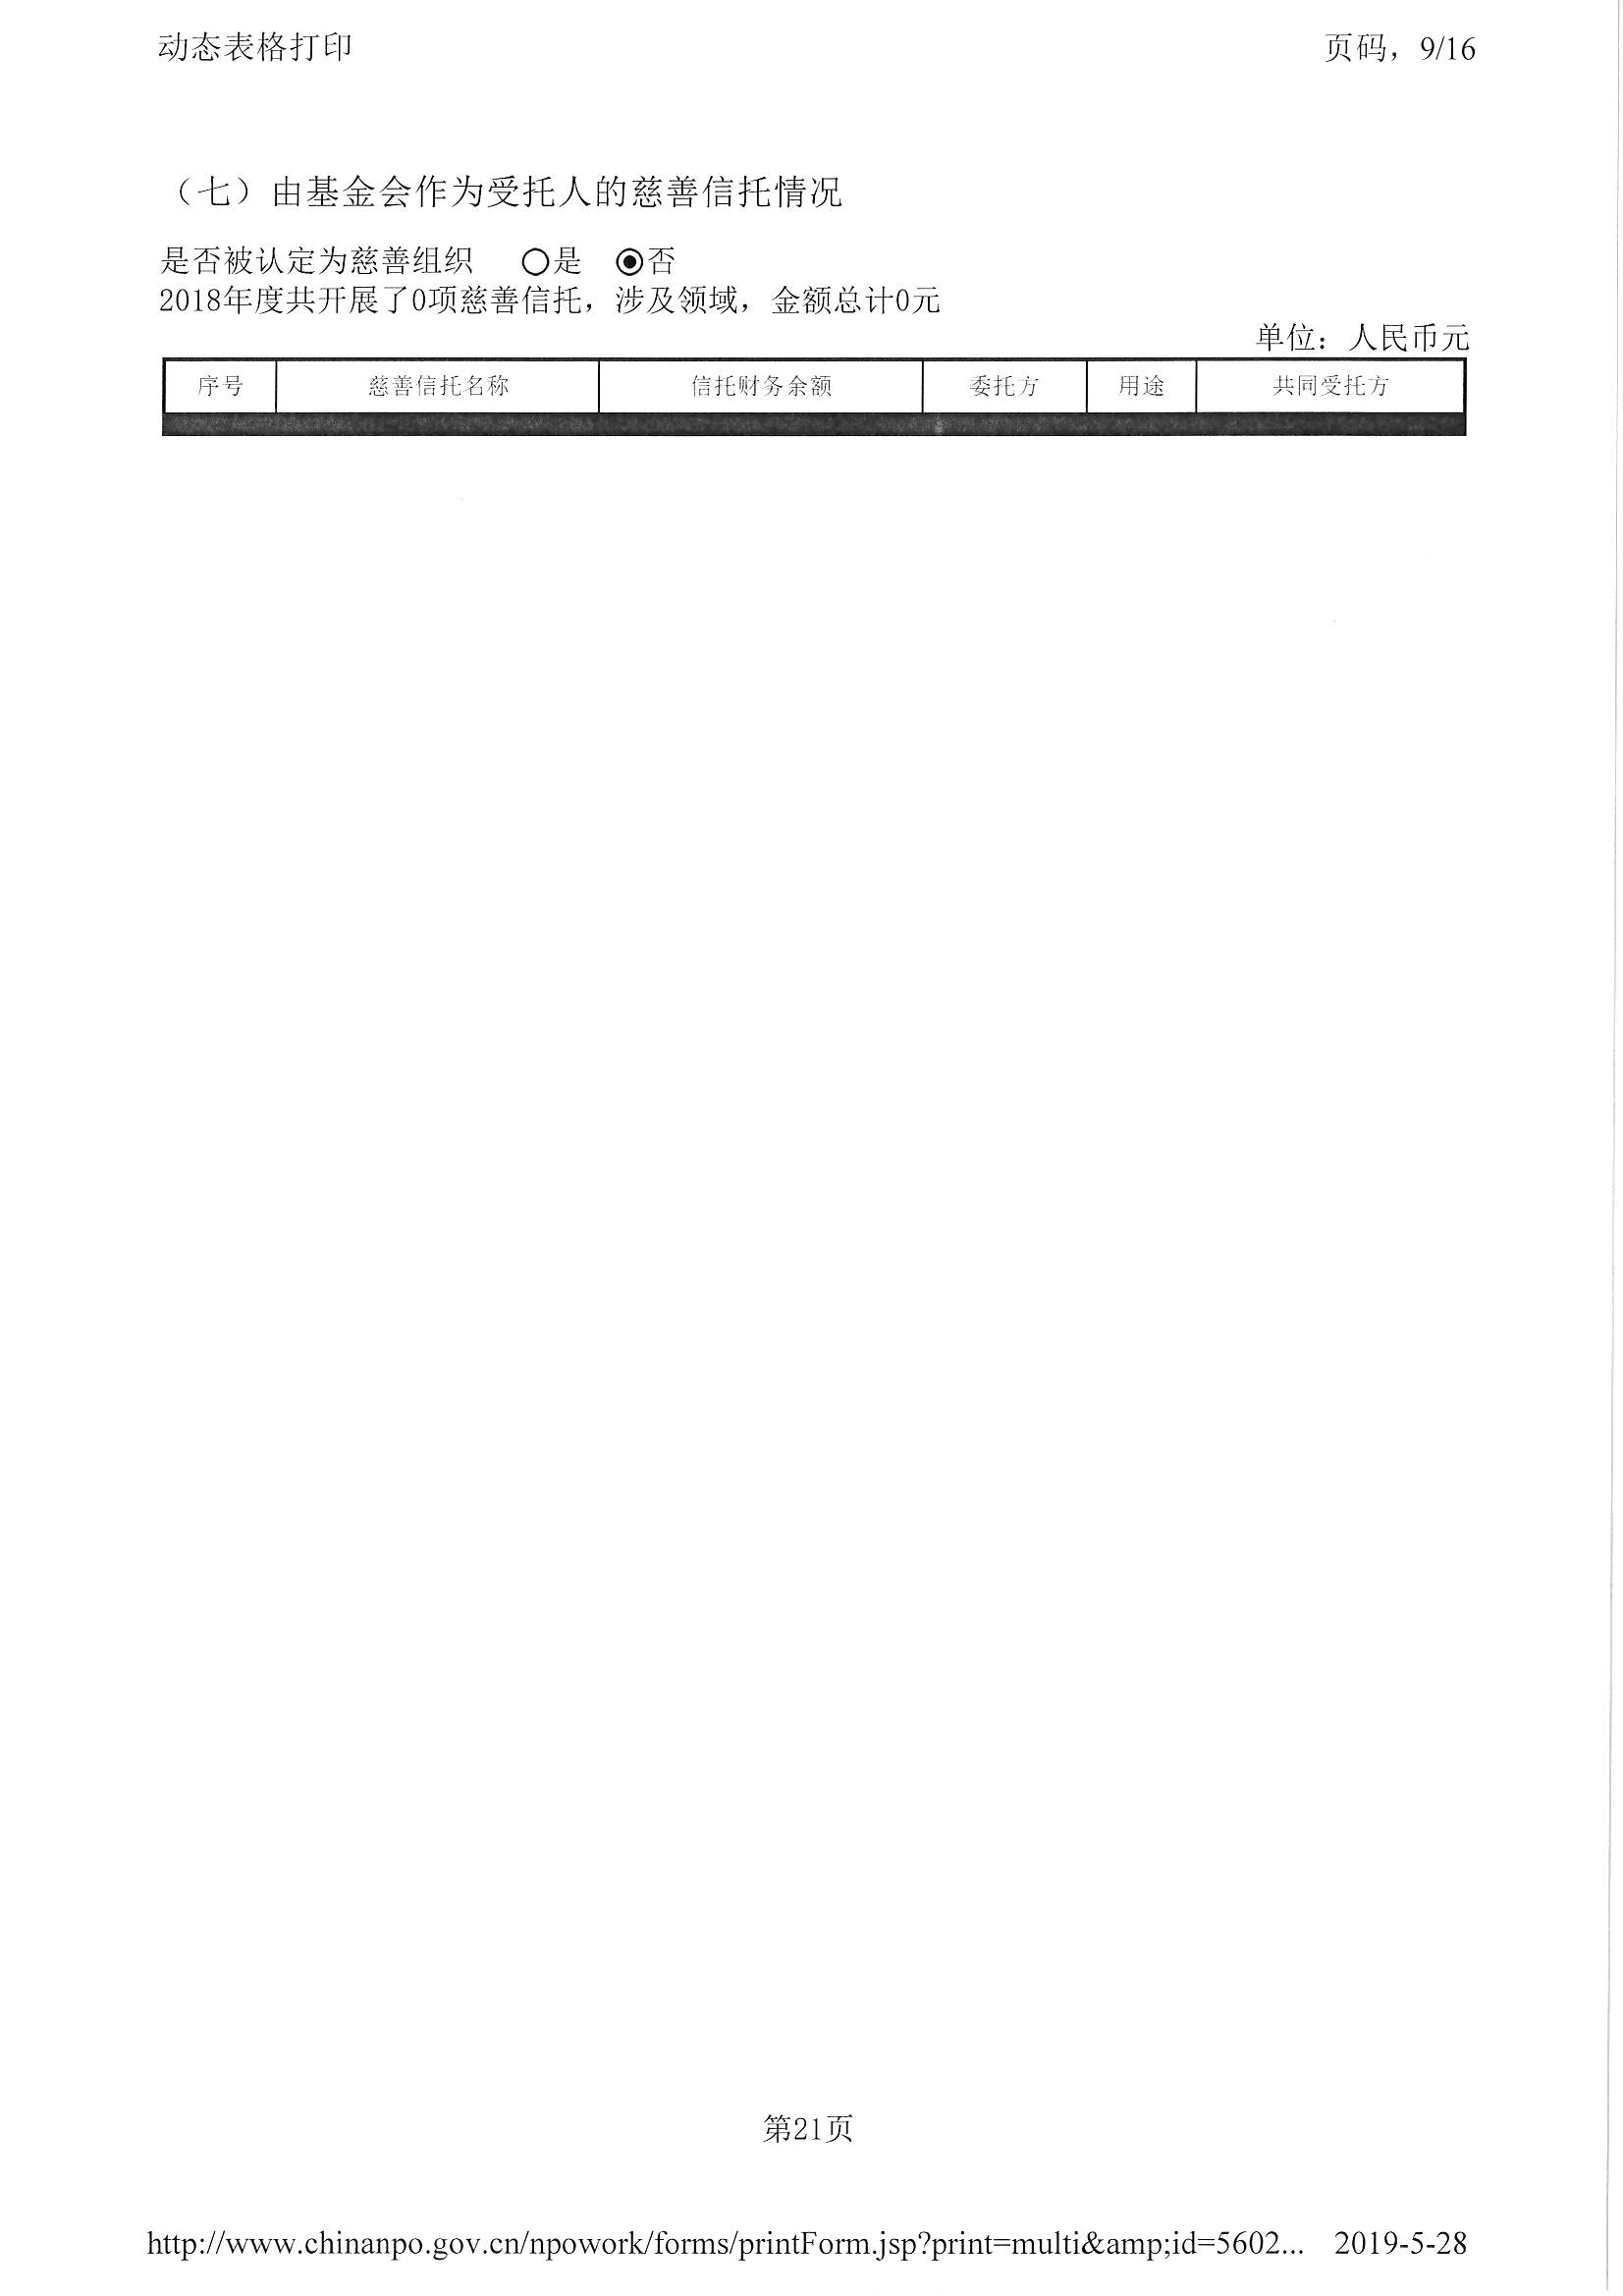 动态表格打印 页码，9/16
（七）由基金会作为受托人的慈善信托情况
是否被认定为慈善组织 ○是 ◉否
2018年度共开展了0项慈善信托，涉及领域，金额总计0元
单位：人民币元
序号 慈善信托名称 信托财务余额 委托方 用途 共同受托方
第21页
http://www.chinanpo.gov.cn/npowork/forms/printForm.jsp?print=multi&amp;id=5602... 2019-5-28